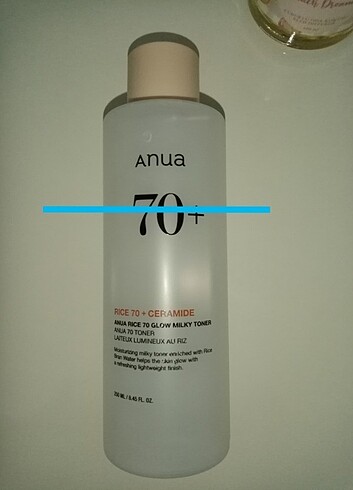 Anua
70+
RICE 70 + CERAMIDE
ANUA RICE 70 GLOW MILKY TONER
ANUA 70 TONER
LAITEUX LUMINEUX AU RIZ
Moisturizing milky toner enriched with Rice
Bran Water helps the skin glow with
a refreshing lightweight finish.
250 ML / 8.45 FL. OZ.